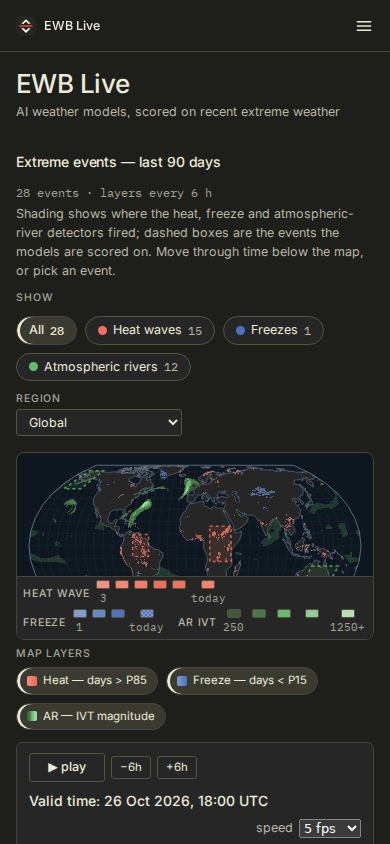 EWB Live
EWB Live
AI weather models, scored on recent extreme weather
Extreme events — last 90 days
28 events · layers every 6 h
Shading shows where the heat, freeze and atmospheric-
river detectors fired; dashed boxes are the events the
models are scored on. Move through time below the map,
or pick an event.
SHOW
All 28
Heat waves 15
Freezes 1
Atmospheric rivers 12
REGION
Global
HEAT WAVE 3 today
FREEZE 1 today AR IVT 250 1250+
MAP LAYERS
Heat — days > P85
Freeze — days < P15
AR — IVT magnitude
▶ play −6h +6h
Valid time: 26 Oct 2026, 18:00 UTC
speed 5 fps